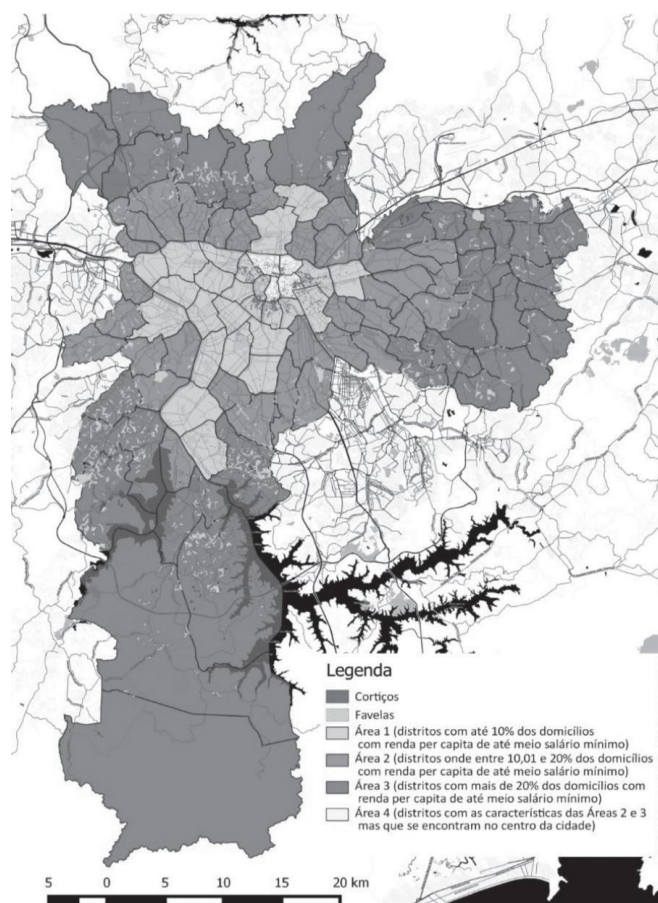 Legenda
Cortiços
Favelas
Área 1 (distritos com até 10% dos domicílios
com renda per capita de até meio salário mínimo)
Área 2 (distritos onde entre 10,01 e 20% dos domicílios
com renda per capita de até meio salário mínimo)
Área 3 (distritos com mais de 20% dos domicílios com
renda per capita de até meio salário mínimo)
Área 4 (distritos com as características das Áreas 2 e 3
mas que se encontram no centro da cidade)
5 0 5 10 15 20 km